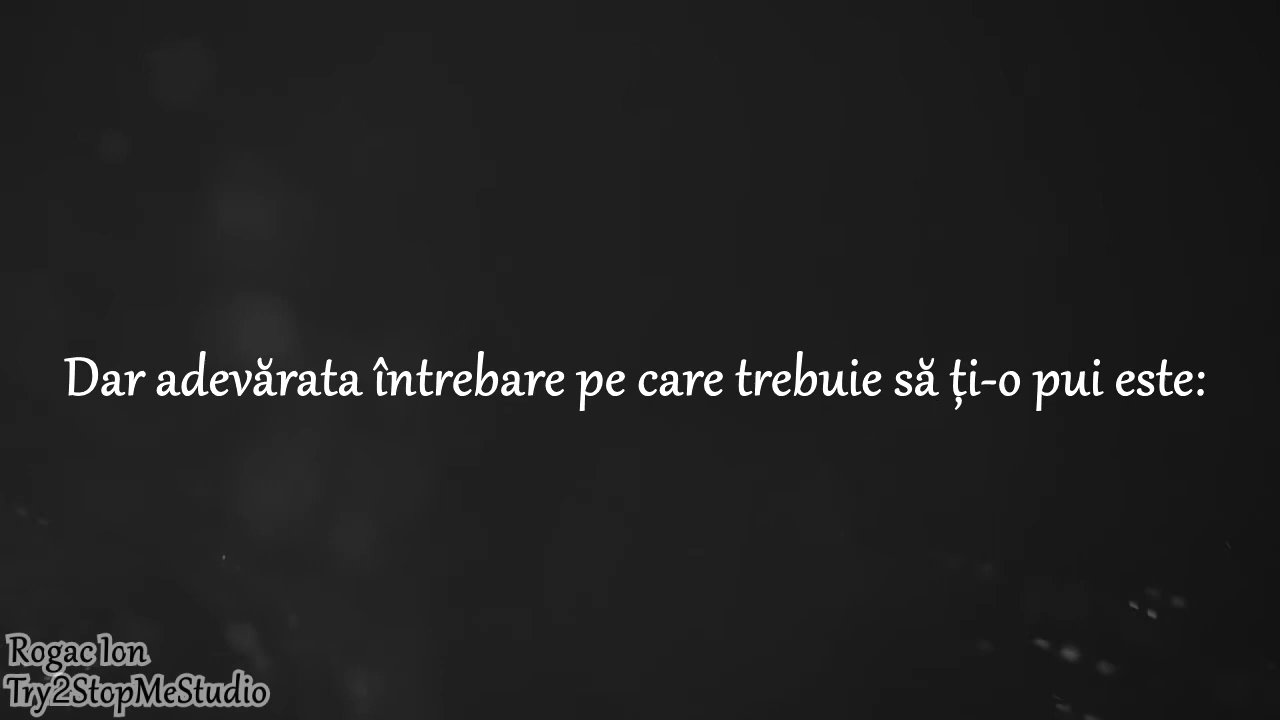 Dar adevărata întrebare pe care trebuie să ți-o pui este:
Rogac Ion
Try2StopMeStudio